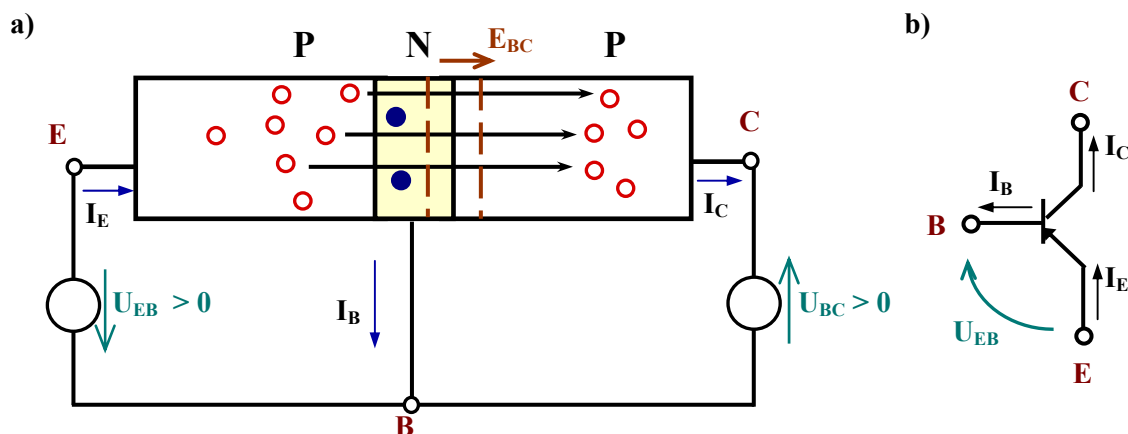 a)
P N P
E_BC
E
C
I_E
I_C
U_EB > 0
I_B
U_BC > 0
B
b)
C
I_C
I_B
B
I_E
U_EB
E